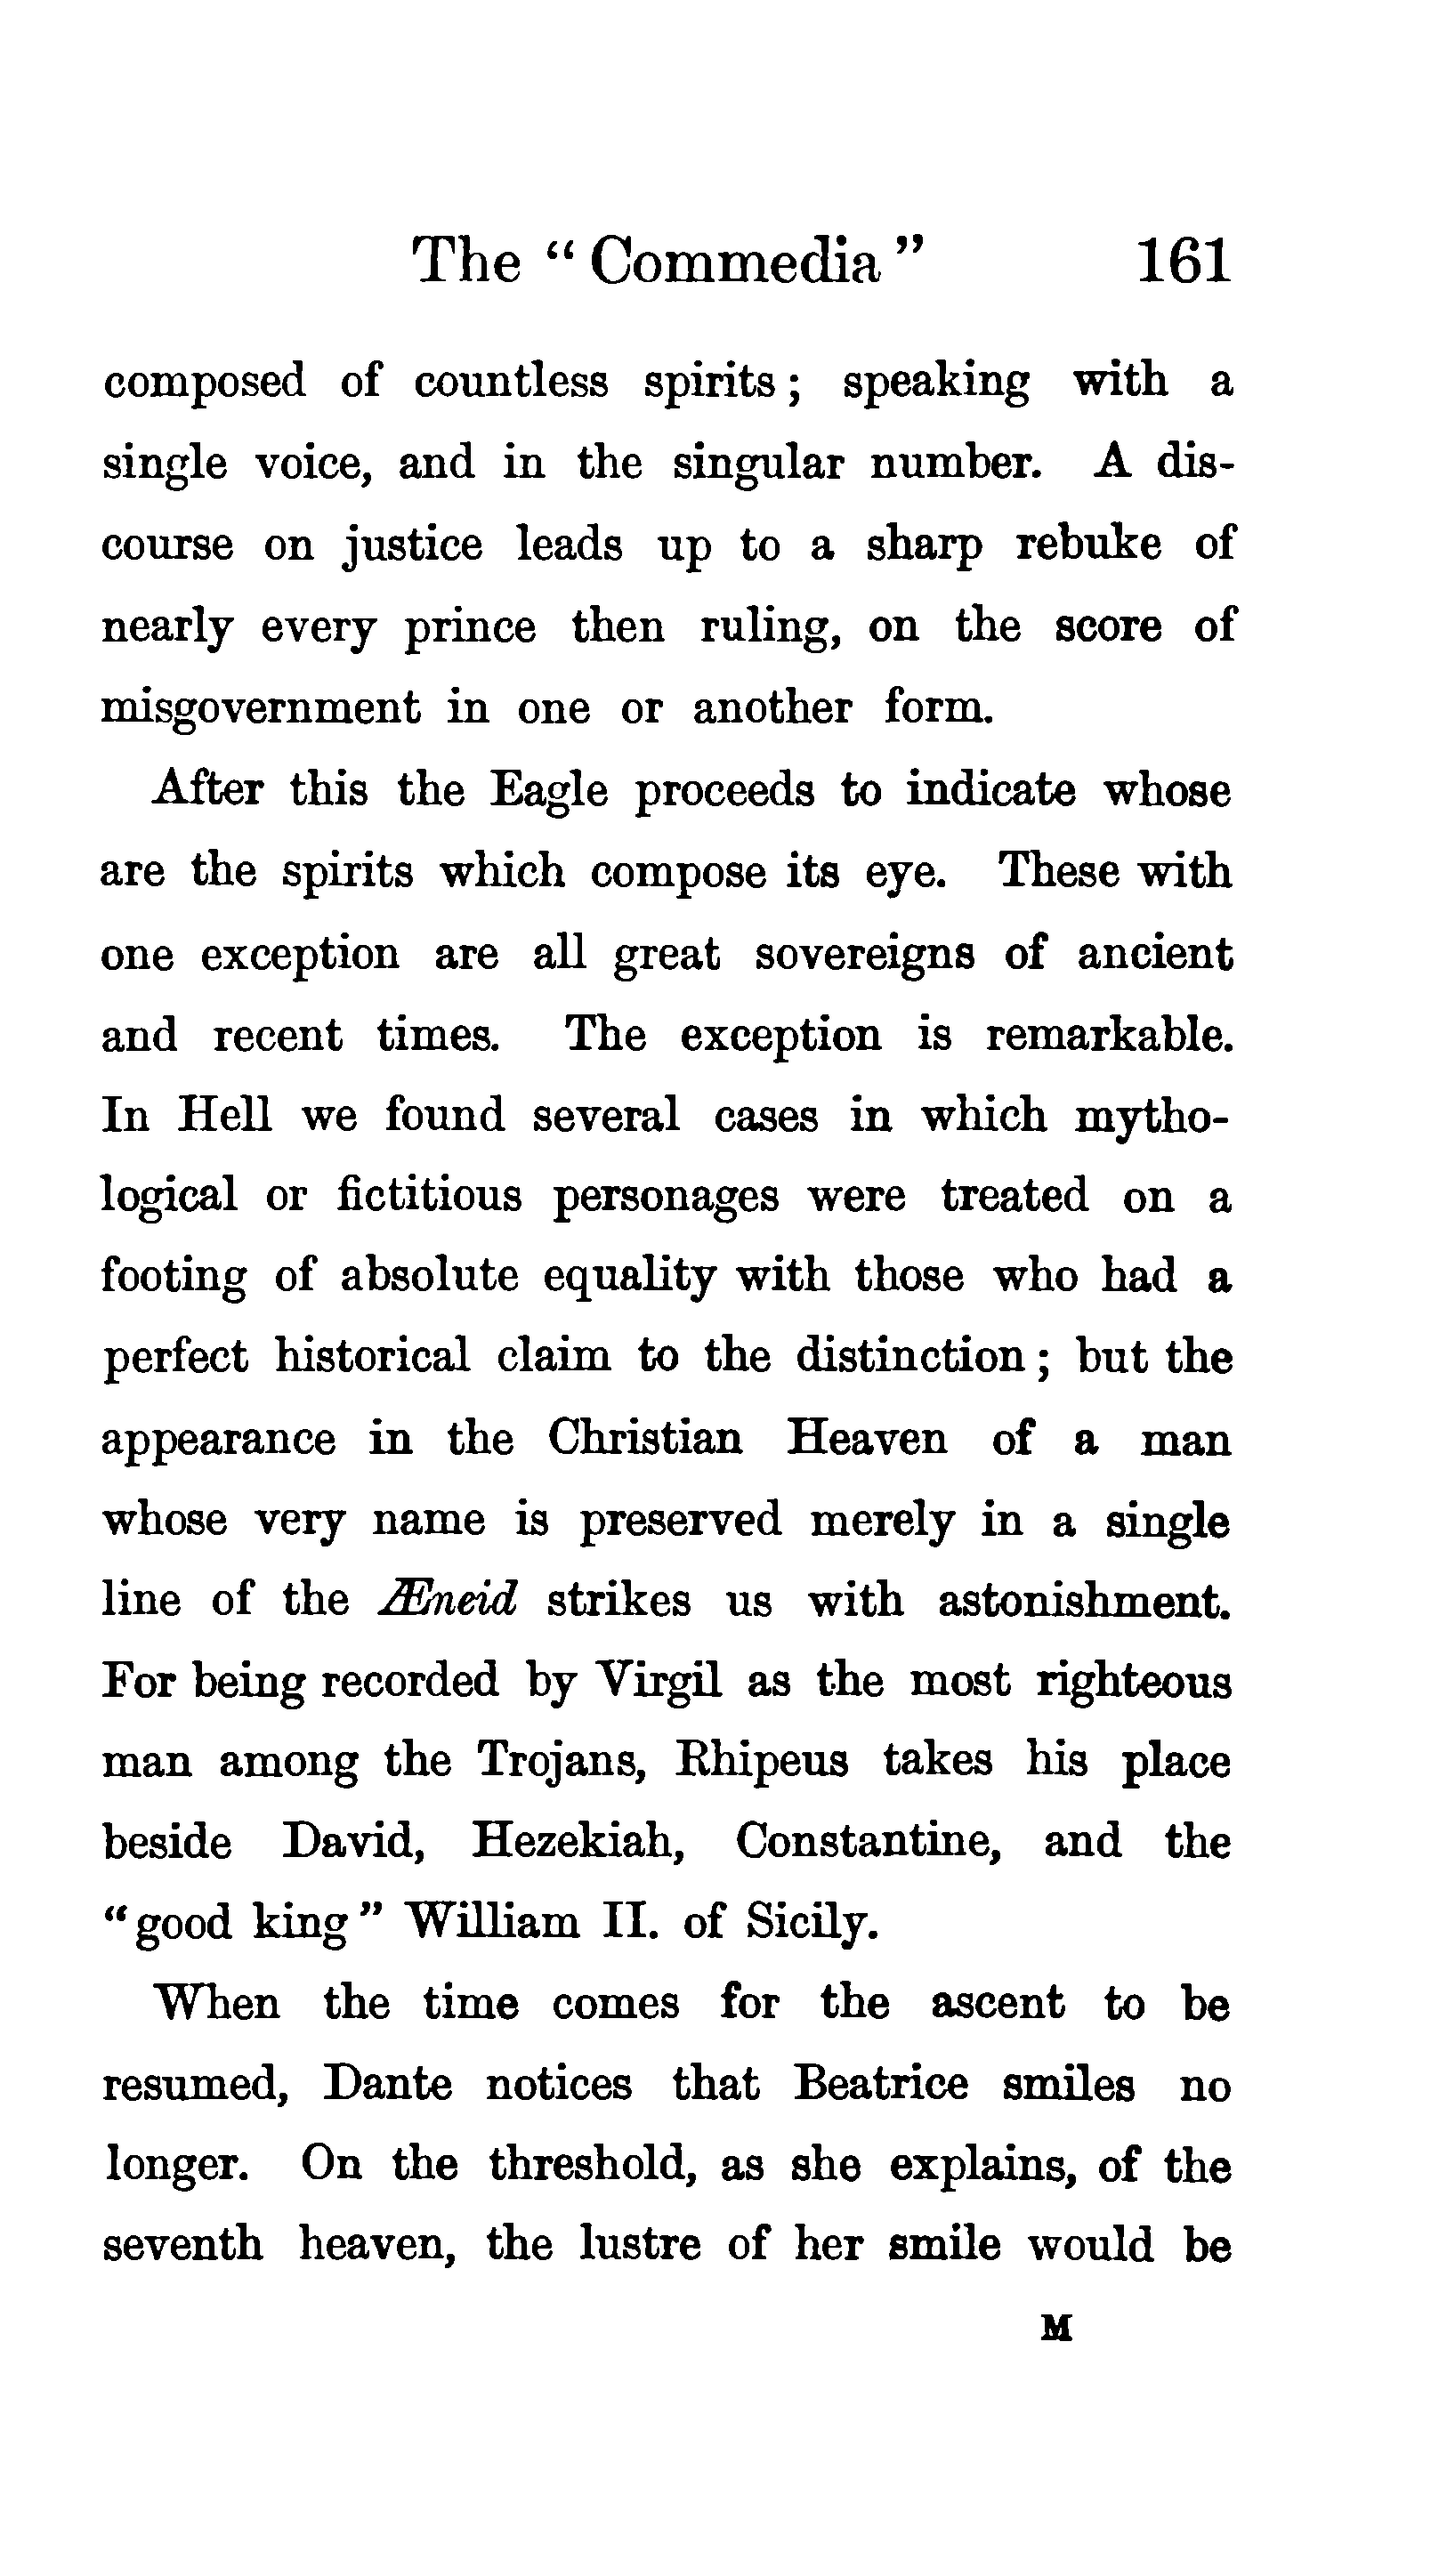 The “ Commedia ” 161
composed of countless spirits ; speaking with a
single voice, and in the singular number. A dis-
course on justice leads up to a sharp rebuke of
nearly every prince then ruling, on the score of
misgovernment in one or another form.
After this the Eagle proceeds to indicate whose
are the spirits which compose its eye. These with
one exception are all great sovereigns of ancient
and recent times. The exception is remarkable.
In Hell we found several cases in which mytho-
logical or fictitious personages were treated on a
footing of absolute equality with those who had a
perfect historical claim to the distinction ; but the
appearance in the Christian Heaven of a man
whose very name is preserved merely in a single
line of the Æneid strikes us with astonishment.
For being recorded by Virgil as the most righteous
man among the Trojans, Rhipeus takes his place
beside David, Hezekiah, Constantine, and the
“good king” William II. of Sicily.
When the time comes for the ascent to be
resumed, Dante notices that Beatrice smiles no
longer. On the threshold, as she explains, of the
seventh heaven, the lustre of her smile would be
M